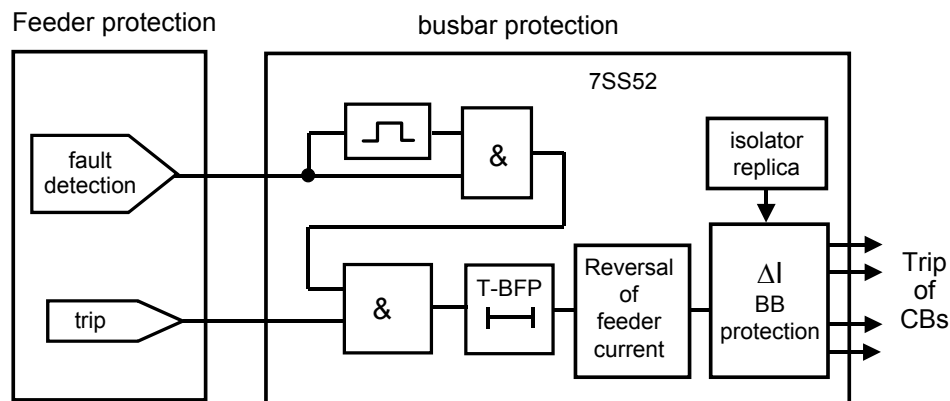 Feeder protection
busbar protection
7SS52
fault
detection
&
isolator
replica
trip
&
T-BFP
Reversal
of
feeder
current
ΔI
BB
protection
Trip
of
CBs